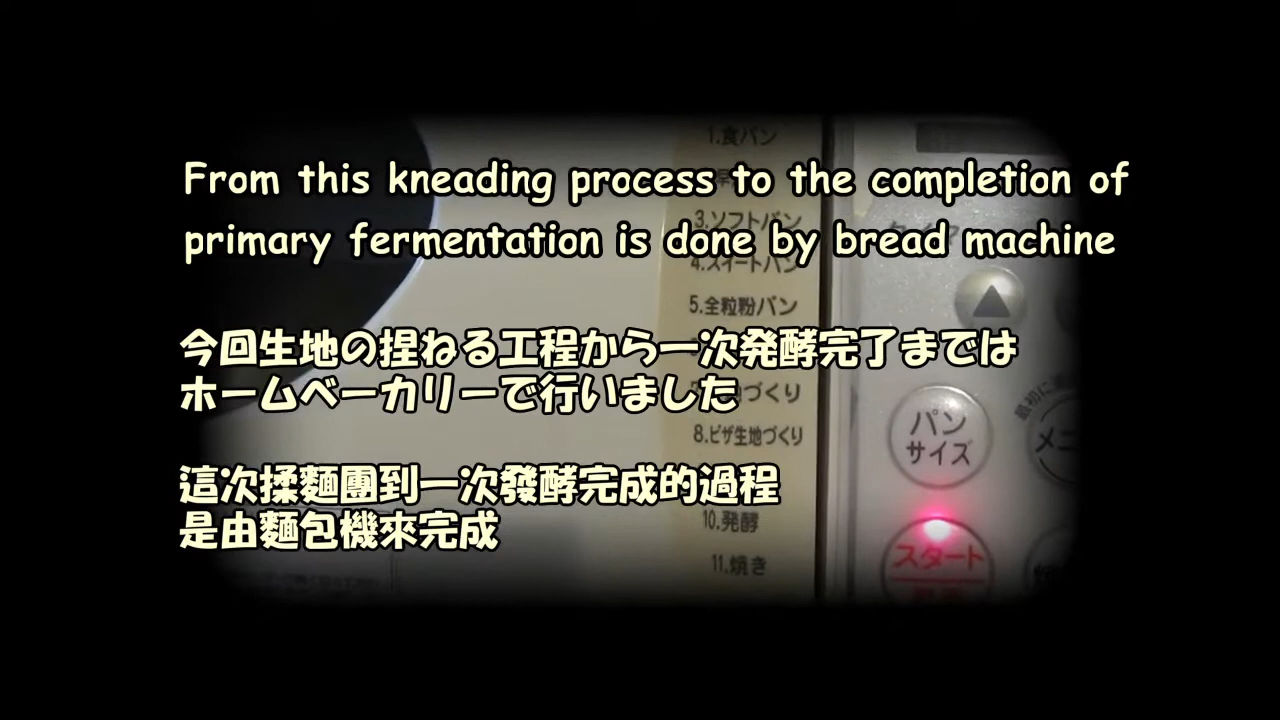 From this kneading process to the completion of
primary fermentation is done by bread machine
今回生地の捏ねる工程から一次発酵完了までは
ホームベーカリーで行いました
這次揉麵團到一次發酵完成的過程
是由麵包機來完成
1.食パン
3.ソフトパン
4.スイートパン
5.全粒粉パン
づくり
8.ピザ生地づくり
10.発酵
11.焼き
パン
サイズ
スタート